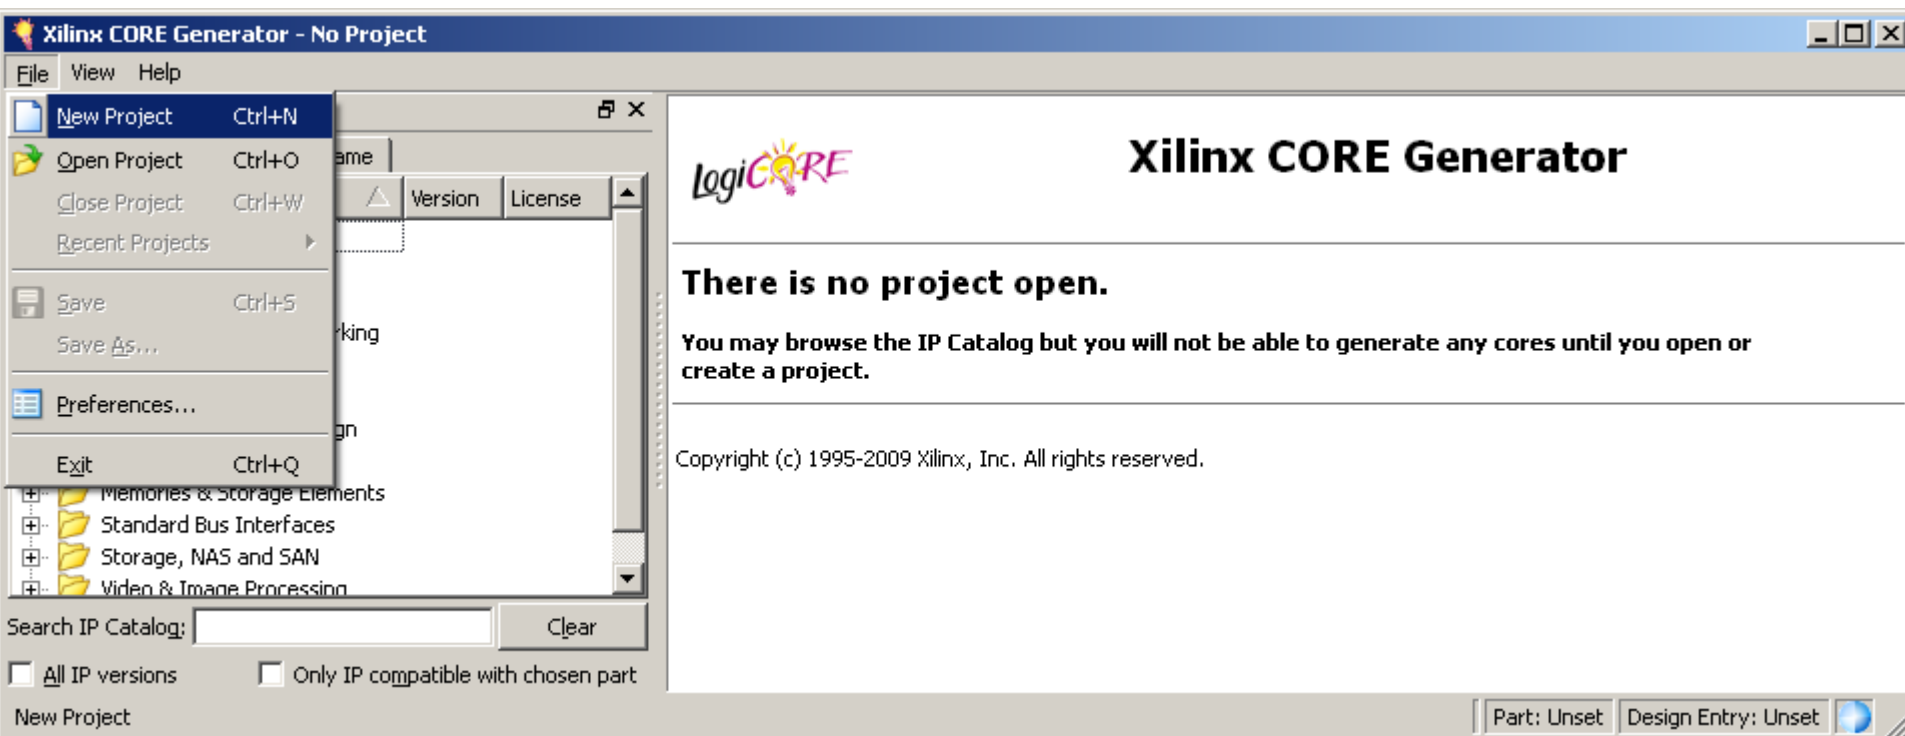 Xilinx CORE Generator - No Project
File View Help
New Project Ctrl+N
Open Project Ctrl+O
Close Project Ctrl+W
Recent Projects
Save Ctrl+S
Save As...
Preferences...
Exit Ctrl+Q
ame
Version License
rking
gn
Memories & Storage Elements
Standard Bus Interfaces
Storage, NAS and SAN
Video & Image Processing
Search IP Catalog: Clear
All IP versions Only IP compatible with chosen part
LogiCORE
Xilinx CORE Generator
There is no project open.
You may browse the IP Catalog but you will not be able to generate any cores until you open or
create a project.
Copyright (c) 1995-2009 Xilinx, Inc. All rights reserved.
New Project Part: Unset Design Entry: Unset